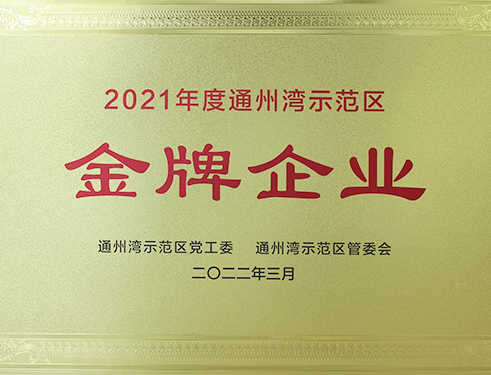 2021年度通州湾示范区
金牌企业
通州湾示范区党工委 通州湾示范区管委会
二〇二二年三月